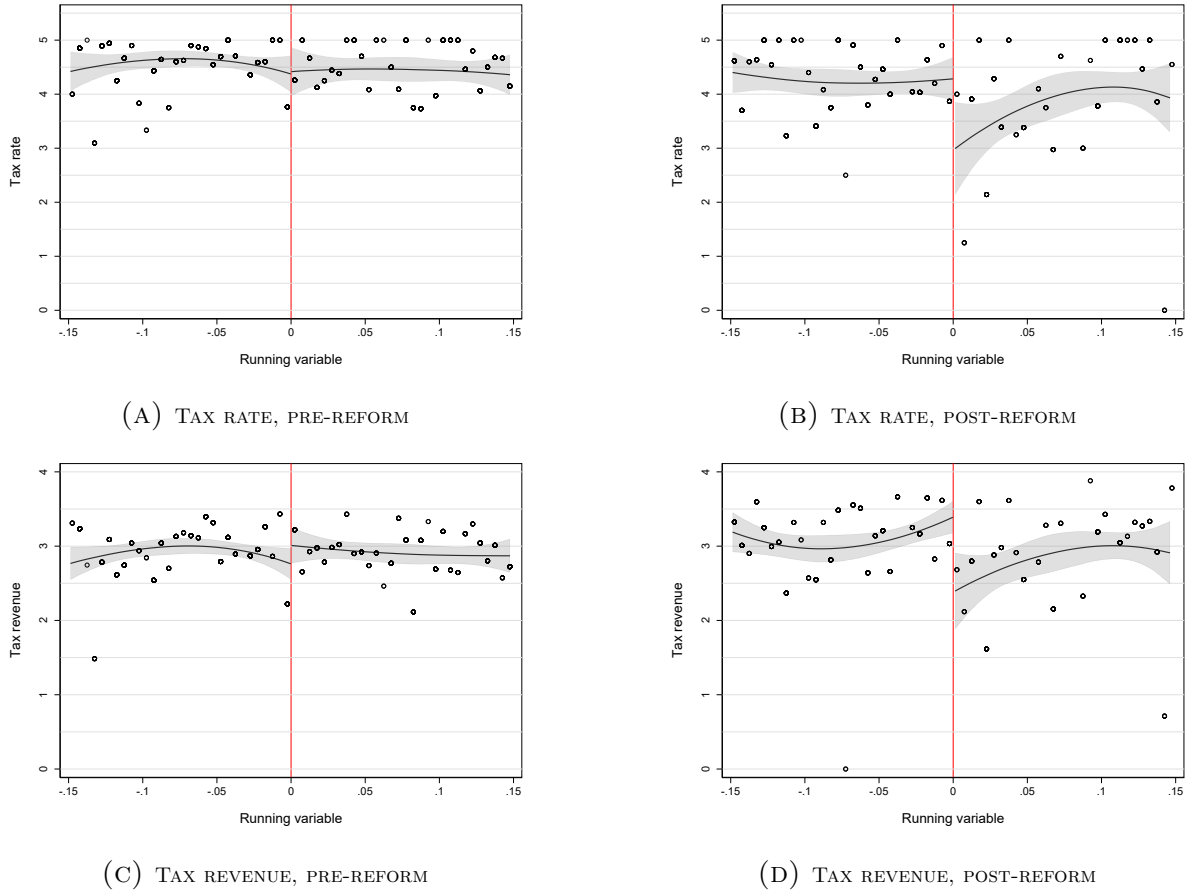 5
4
3
2
1
0
Tax rate
-.15 -.1 -.05 0 .05 .1 .15
Running variable
(A) Tax rate, pre-reform
5
4
3
2
1
0
Tax rate
-.15 -.1 -.05 0 .05 .1 .15
Running variable
(B) Tax rate, post-reform
4
3
2
1
0
Tax revenue
-.15 -.1 -.05 0 .05 .1 .15
Running variable
(C) Tax revenue, pre-reform
4
3
2
1
0
Tax revenue
-.15 -.1 -.05 0 .05 .1 .15
Running variable
(D) Tax revenue, post-reform